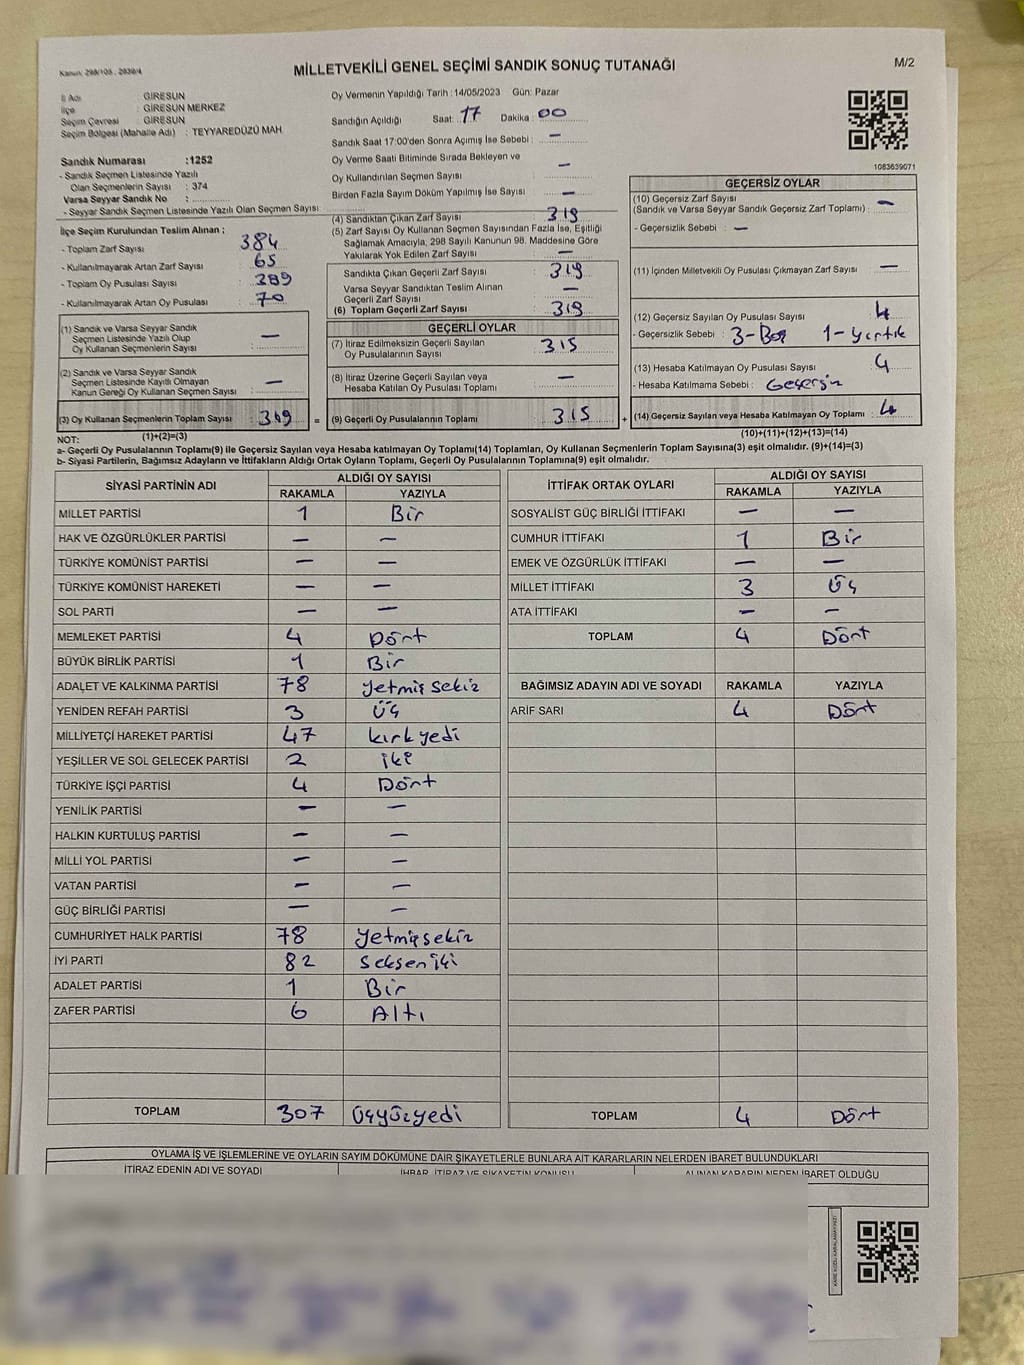 Kanun: 298/105 , 2839/4
MİLLETVEKİLİ GENEL SEÇİMİ SANDIK SONUÇ TUTANAĞI
M/2
İl Adı : GİRESUN
İlçe : GİRESUN MERKEZ
Seçim Çevresi : GİRESUN
Seçim Bölgesi (Mahalle Adı) : TEYYAREDÜZÜ MAH
Sandık Numarası :1252
- Sandık Seçmen Listesinde Yazılı
Olan Seçmenlerin Sayısı : 374
Varsa Seyyar Sandık No :
- Seyyar Sandık Seçmen Listesinde Yazılı Olan Seçmen Sayısı:
İlçe Seçim Kurulundan Teslim Alınan ;
- Toplam Zarf Sayısı : 384
- Kullanılmayarak Artan Zarf Sayısı : 65
- Toplam Oy Pusulası Sayısı : 389
- Kullanılmayarak Artan Oy Pusulası : 70
(1) Sandık ve Varsa Seyyar Sandık
Seçmen Listesinde Yazılı Olup
Oy Kullanan Seçmenlerin Sayısı : —
(2) Sandık ve Varsa Seyyar Sandık
Seçmen Listesinde Kayıtlı Olmayan
Kanun Gereği Oy Kullanan Seçmen Sayısı : —
(3) Oy Kullanan Seçmenlerin Toplam Sayısı : 319 =
Oy Vermenin Yapıldığı Tarih : 14/05/2023 Gün: Pazar
Sandığın Açıldığı Saat: 17 Dakika: 00
Sandık Saat 17:00'den Sonra Açımış İse Sebebi : —
Oy Verme Saati Bitiminde Sırada Bekleyen ve
Oy Kullandırılan Seçmen Sayısı : —
Birden Fazla Sayım Döküm Yapılmış İse Sayısı : —
(4) Sandıktan Çıkan Zarf Sayısı : 319
(5) Zarf Sayısı Oy Kullanan Seçmen Sayısından Fazla İse, Eşitliği
Sağlamak Amacıyla, 298 Sayılı Kanunun 98. Maddesine Göre
Yakılarak Yok Edilen Zarf Sayısı : —
Sandıkta Çıkan Geçerli Zarf Sayısı : 319
Varsa Seyyar Sandıktan Teslim Alınan
Geçerli Zarf Sayısı : —
(6) Toplam Geçerli Zarf Sayısı : 319
GEÇERLİ OYLAR
(7) İtiraz Edilmeksizin Geçerli Sayılan
Oy Pusulalarının Sayısı : 315
(8) İtiraz Üzerine Geçerli Sayılan veya
Hesaba Katılan Oy Pusulası Toplamı : —
(9) Geçerli Oy Pusulalarının Toplamı : 315 +
1083639071
GEÇERSİZ OYLAR
(10) Geçersiz Zarf Sayısı
(Sandık ve Varsa Seyyar Sandık Geçersiz Zarf Toplamı) : —
- Geçersizlik Sebebi : —
(11) İçinden Milletvekili Oy Pusulası Çıkmayan Zarf Sayısı : —
(12) Geçersiz Sayılan Oy Pusulası Sayısı : 4
- Geçersizlik Sebebi : 3-Boş 1-Yırtık
(13) Hesaba Katılmayan Oy Pusulası Sayısı : 4
- Hesaba Katılmama Sebebi : Geçersiz
(14) Geçersiz Sayılan veya Hesaba Katılmayan Oy Toplamı : 4
(1)+(2)=(3)
(10)+(11)+(12)+(13)=(14)
NOT:
a- Geçerli Oy Pusulasının Toplamı(9) ile Geçersiz Sayılan veya Hesaba katılmayan Oy Toplamı(14) Toplamları, Oy Kullanan Seçmenlerin Toplam Sayısına(3) eşit olmalıdır. (9)+(14)=(3)
b- Siyasi Partilerin, Bağımsız Adayların ve İttifakların Aldığı Ortak Oyların Toplamı, Geçerli Oy Pusulalarının Toplamına(9) eşit olmalıdır.
SİYASİ PARTİNİN ADI ALDIĞI OY SAYISI
RAKAMLA YAZIYLA
MİLLET PARTİSİ 1 Bir
HAK VE ÖZGÜRLÜKLER PARTİSİ — —
TÜRKİYE KOMÜNİST PARTİSİ — —
TÜRKİYE KOMÜNİST HAREKETİ — —
SOL PARTİ — —
MEMLEKET PARTİSİ 4 Dört
BÜYÜK BİRLİK PARTİSİ 1 Bir
ADALET VE KALKINMA PARTİSİ 78 Yetmiş sekiz
YENİDEN REFAH PARTİSİ 3 Üç
MİLLİYETÇİ HAREKET PARTİSİ 47 kırk yedi
YEŞİLLER VE SOL GELECEK PARTİSİ 2 iki
TÜRKİYE İŞÇİ PARTİSİ 4 Dört
YENİLİK PARTİSİ — —
HALKIN KURTULUŞ PARTİSİ — —
MİLLİ YOL PARTİSİ — —
VATAN PARTİSİ — —
GÜÇ BİRLİĞİ PARTİSİ — —
CUMHURİYET HALK PARTİSİ 78 Yetmişsekiz
İYİ PARTİ 82 Seksen iki
ADALET PARTİSİ 1 Bir
ZAFER PARTİSİ 6 Altı
TOPLAM 307 Üçyüzyedi
İTTİFAK ORTAK OYLARI ALDIĞI OY SAYISI
RAKAMLA YAZIYLA
SOSYALİST GÜÇ BİRLİĞİ İTTİFAKI — —
CUMHUR İTTİFAKI 1 Bir
EMEK VE ÖZGÜRLÜK İTTİFAKI — —
MİLLET İTTİFAKI 3 Üç
ATA İTTİFAKI — —
TOPLAM 4 Dört
BAĞIMSIZ ADAYIN ADI VE SOYADI RAKAMLA YAZIYLA
ARİF SARI 4 Dört
TOPLAM 4 Dört
OYLAMA İŞ VE İŞLEMLERİNE VE OYLARIN SAYIM DÖKÜMÜNE DAİR ŞİKAYETLERLE BUNLARA AİT KARARLARIN NELERDEN İBARET BULUNDUKLARI
İTİRAZ EDENİN ADI VE SOYADI İHBAR, İTİRAZ VE ŞİKAYETİN KONUSU ALINAN KARARIN NEDEN İBARET OLDUĞU